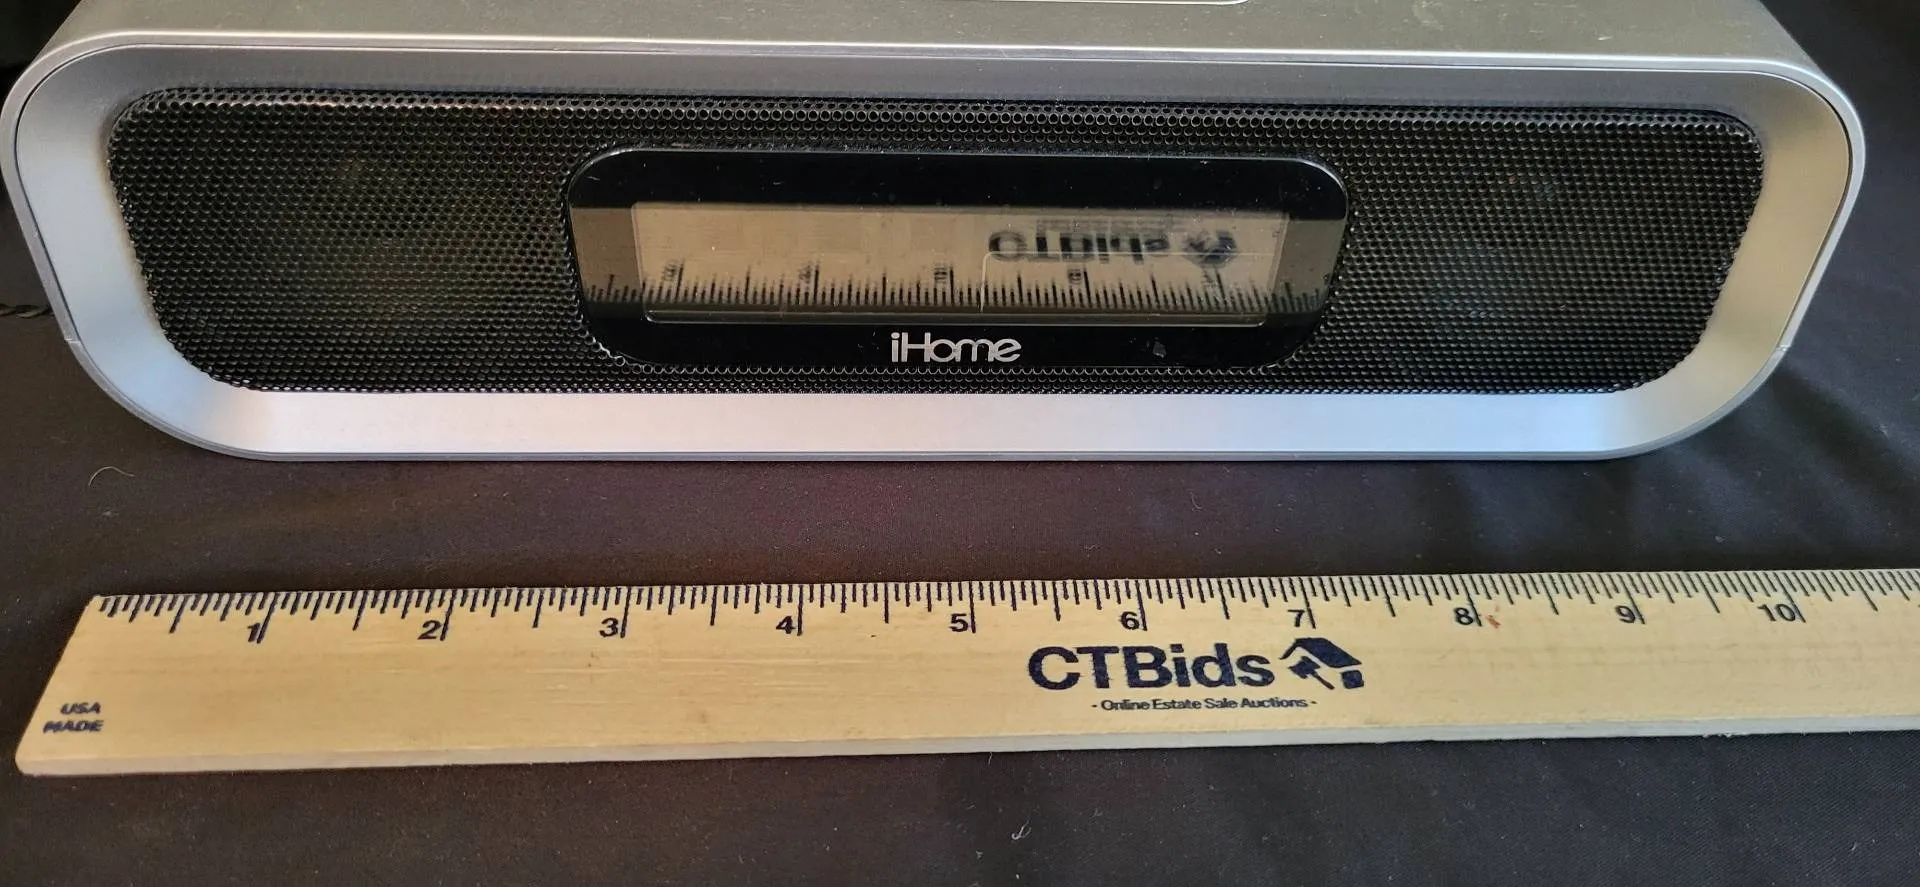 iHome
1 2 3 4 5 6 7 8 9 10
CTBids
- Online Estate Sale Auctions -
USA
MADE